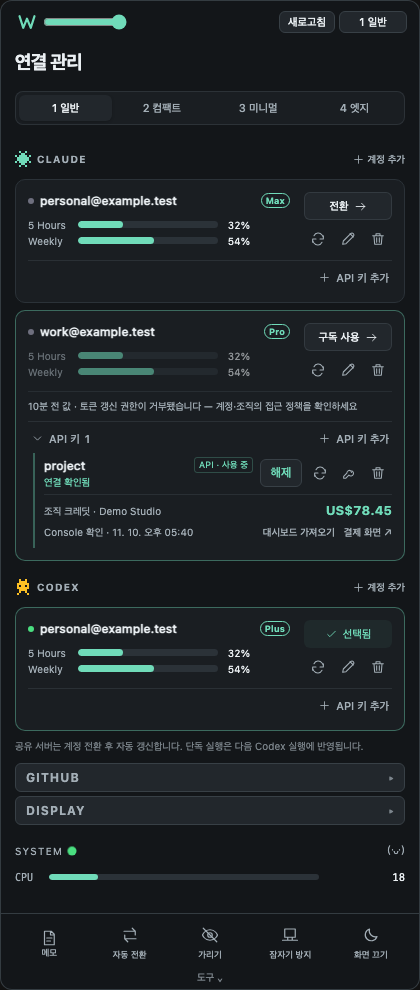 W
새로고침
1 일반
연결 관리
1 일반
2 컴팩트
3 미니멀
4 엣지
CLAUDE
+ 계정 추가
personal@example.test
Max
전환 →
5 Hours 32%
Weekly 54%
+ API 키 추가
work@example.test
Pro
구독 사용 →
5 Hours 32%
Weekly 54%
10분 전 값 · 토큰 갱신 권한이 거부됐습니다 — 계정·조직의 접근 정책을 확인하세요
API 키 1
+ API 키 추가
project
API · 사용 중
해제
연결 확인됨
조직 크레딧 · Demo Studio
US$78.45
Console 확인 · 11. 10. 오후 05:40
대시보드 가져오기
결제 화면 ↗
CODEX
+ 계정 추가
personal@example.test
Plus
✓ 선택됨
5 Hours 32%
Weekly 54%
+ API 키 추가
공유 서버는 계정 전환 후 자동 갱신합니다. 단독 실행은 다음 Codex 실행에 반영됩니다.
GITHUB
DISPLAY
SYSTEM
CPU 18
메모
자동 전환
가리기
잠자기 방지
화면 끄기
도구